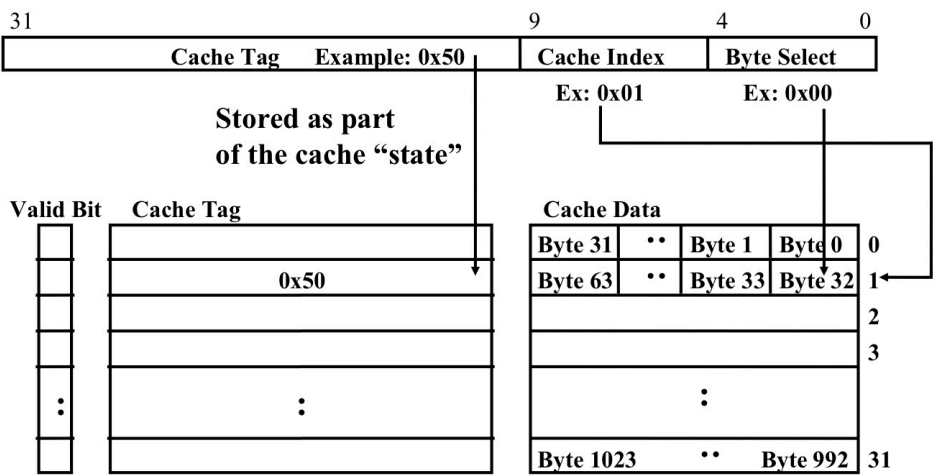 31 9 4 0
Cache Tag Example: 0x50 Cache Index Byte Select
Ex: 0x01 Ex: 0x00
Stored as part
of the cache “state”
Valid Bit Cache Tag Cache Data
Byte 31 ·· Byte 1 Byte 0 0
0x50 Byte 63 ·· Byte 33 Byte 32 1
2
3
: : :
Byte 1023 ·· Byte 992 31